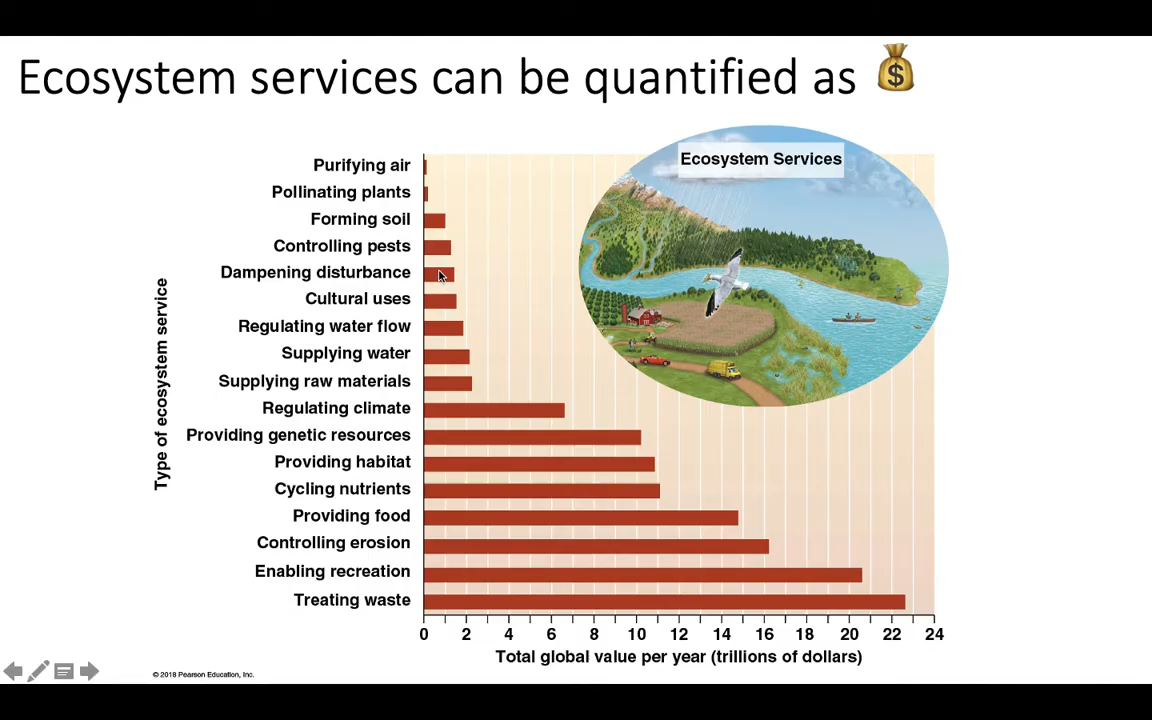 Ecosystem services can be quantified as
$
Ecosystem Services
Type of ecosystem service
Purifying air
Pollinating plants
Forming soil
Controlling pests
Dampening disturbance
Cultural uses
Regulating water flow
Supplying water
Supplying raw materials
Regulating climate
Providing genetic resources
Providing habitat
Cycling nutrients
Providing food
Controlling erosion
Enabling recreation
Treating waste
0 2 4 6 8 10 12 14 16 18 20 22 24
Total global value per year (trillions of dollars)
© 2018 Pearson Education, Inc.